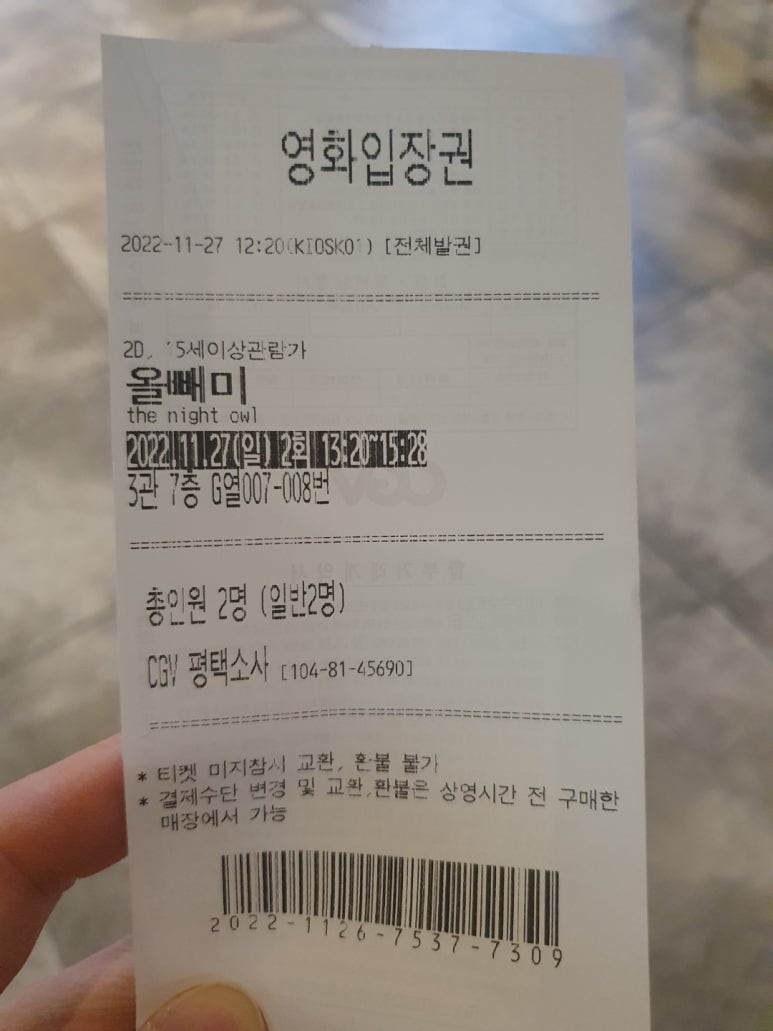 영화입장권
2022-11-27 12:20(KIOSK01) [전체발권]
2D, 15세이상관람가
올빼미
the night owl
2022.11.27(일) 2회 13:20~15:28
3관 7층 G열007-008번
총인원 2명 (일반2명)
CGV 평택소사 [104-81-45690]
* 티켓 미지참시 교환, 환불 불가
* 결제수단 변경 및 교환,환불은 상영시간 전 구매한
매장에서 가능
2022-1126-7537-7309